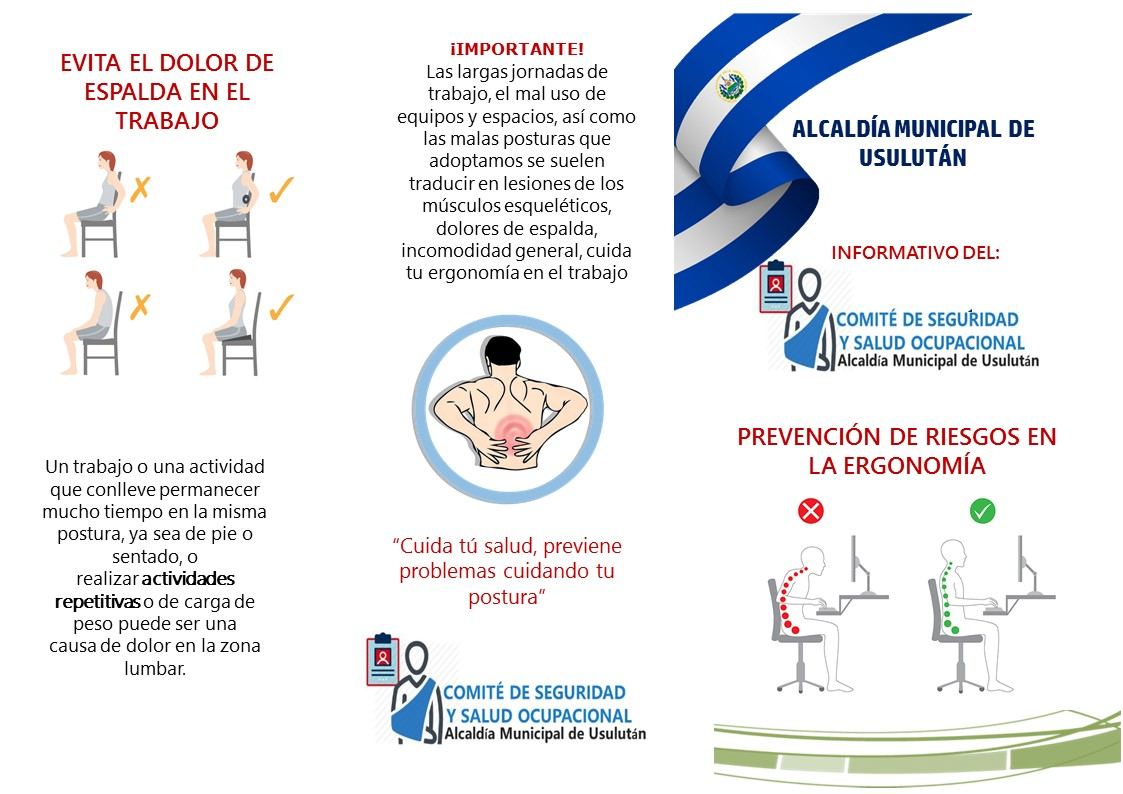 EVITA EL DOLOR DE
ESPALDA EN EL
TRABAJO
Un trabajo o una actividad
que conlleve permanecer
mucho tiempo en la misma
postura, ya sea de pie o
sentado, o
realizar actividades
repetitivas o de carga de
peso puede ser una
causa de dolor en la zona
lumbar.
¡IMPORTANTE!
Las largas jornadas de
trabajo, el mal uso de
equipos y espacios, así como
las malas posturas que
adoptamos se suelen
traducir en lesiones de los
músculos esqueléticos,
dolores de espalda,
incomodidad general, cuida
tu ergonomía en el trabajo
“Cuida tú salud, previene
problemas cuidando tu
postura”
COMITÉ DE SEGURIDAD
Y SALUD OCUPACIONAL
Alcaldía Municipal de Usulután
ALCALDÍA MUNICIPAL DE
USULUTÁN
INFORMATIVO DEL:
COMITÉ DE SEGURIDAD
Y SALUD OCUPACIONAL
Alcaldía Municipal de Usulután
PREVENCIÓN DE RIESGOS EN
LA ERGONOMÍA